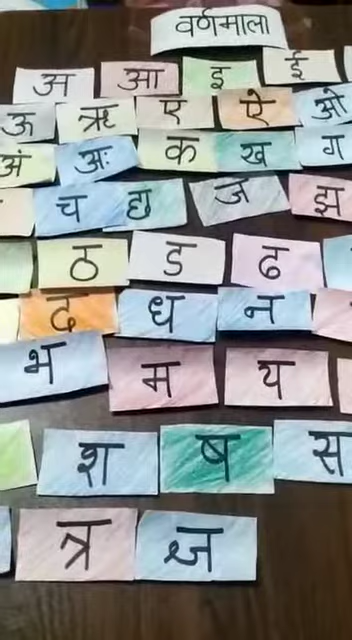 वर्णमाला
अ आ इ ई
ऊ ऋ ए ऐ ओ
अं अः क ख ग
च छ ज झ
ठ ड ढ
द ध न
भ म य
श ष स
त्र ज्ञ